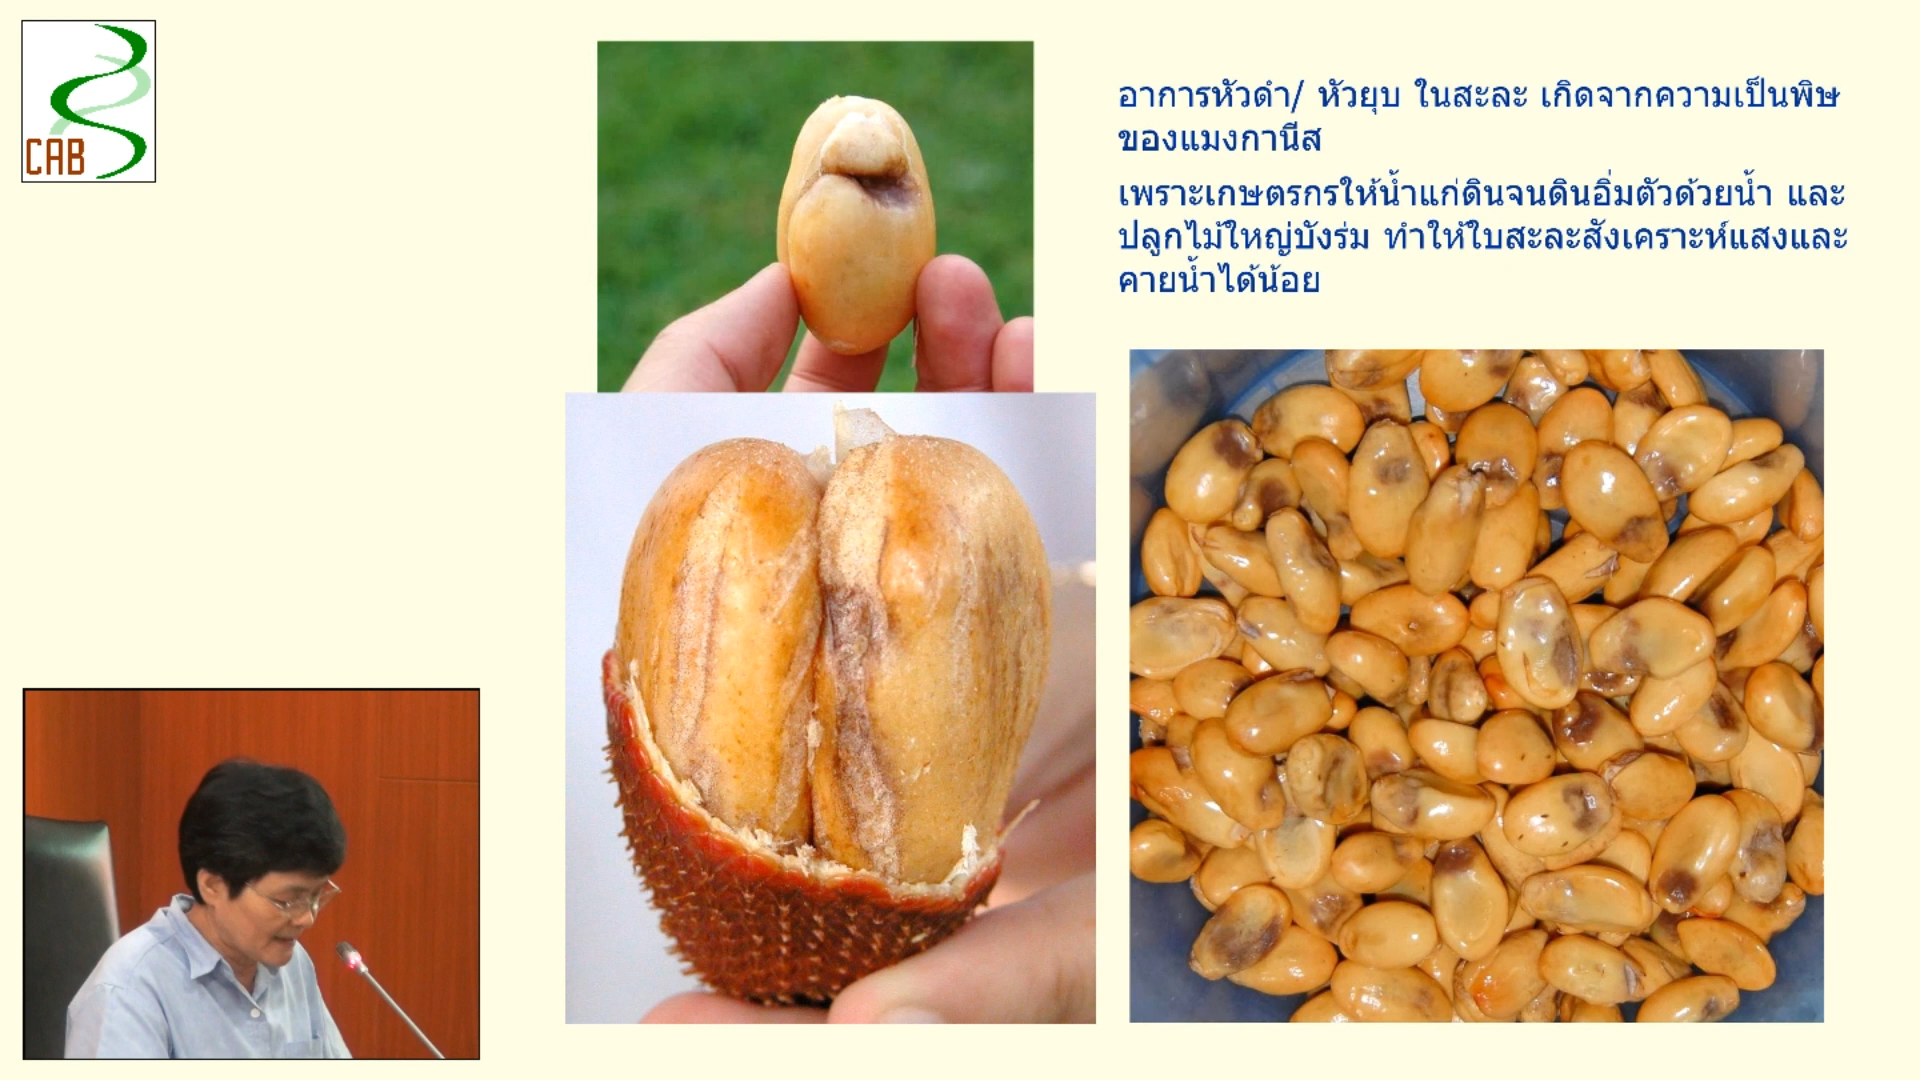 CAB
อาการหัวดำ/ หัวยุบ ในสะละ เกิดจากความเป็นพิษ
ของแมงกานีส
เพราะเกษตรกรให้น้ำแก่ดินจนดินอิ่มตัวด้วยน้ำ และ
ปลูกไม้ใหญ่บังร่ม ทำให้ใบสะละสังเคราะห์แสงและ
คายน้ำได้น้อย